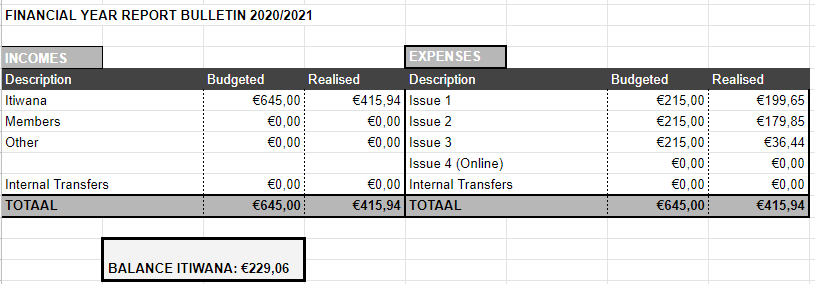 FINANCIAL YEAR REPORT BULLETIN 2020/2021
INCOMES EXPENSES
Description Budgeted Realised Description Budgeted Realised
Itiwana €645,00 €415,94 Issue 1 €215,00 €199,65
Members €0,00 €0,00 Issue 2 €215,00 €179,85
Other €0,00 €0,00 Issue 3 €215,00 €36,44
Issue 4 (Online) €0,00 €0,00
Internal Transfers €0,00 €0,00 Internal Transfers €0,00 €0,00
TOTAAL €645,00 €415,94 TOTAAL €645,00 €415,94
BALANCE ITIWANA: €229,06